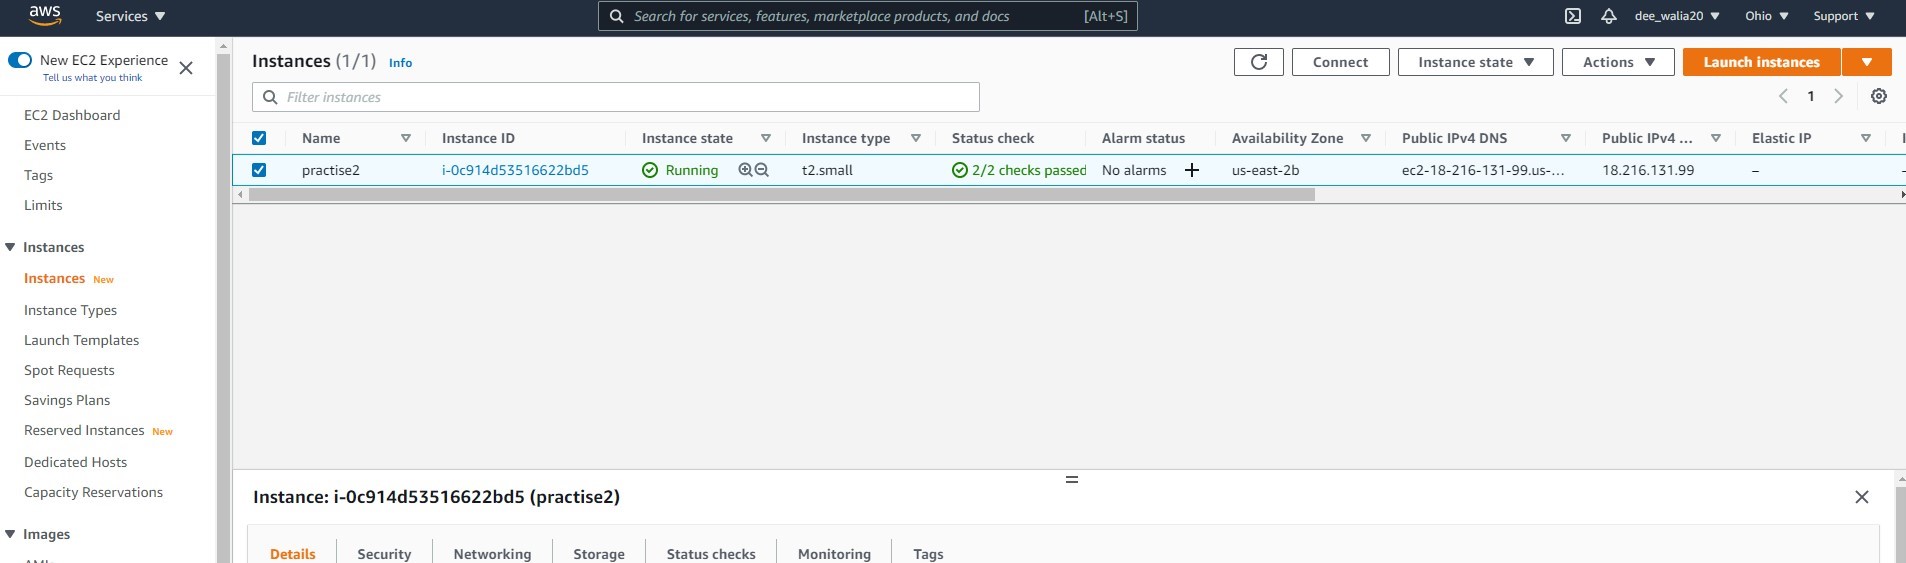 aws
Services
Search for services, features, marketplace products, and docs [Alt+S]
dee_walia20
Ohio
Support
New EC2 Experience
Tell us what you think
EC2 Dashboard
Events
Tags
Limits
Instances
Instances New
Instance Types
Launch Templates
Spot Requests
Savings Plans
Reserved Instances New
Dedicated Hosts
Capacity Reservations
Images
Instances (1/1) Info
Connect
Instance state
Actions
Launch instances
Filter instances
1
Name Instance ID Instance state Instance type Status check Alarm status Availability Zone Public IPv4 DNS Public IPv4 ... Elastic IP
practise2 i-0c914d53516622bd5 Running t2.small 2/2 checks passed No alarms + us-east-2b ec2-18-216-131-99.us-... 18.216.131.99 –
Instance: i-0c914d53516622bd5 (practise2)
Details Security Networking Storage Status checks Monitoring Tags